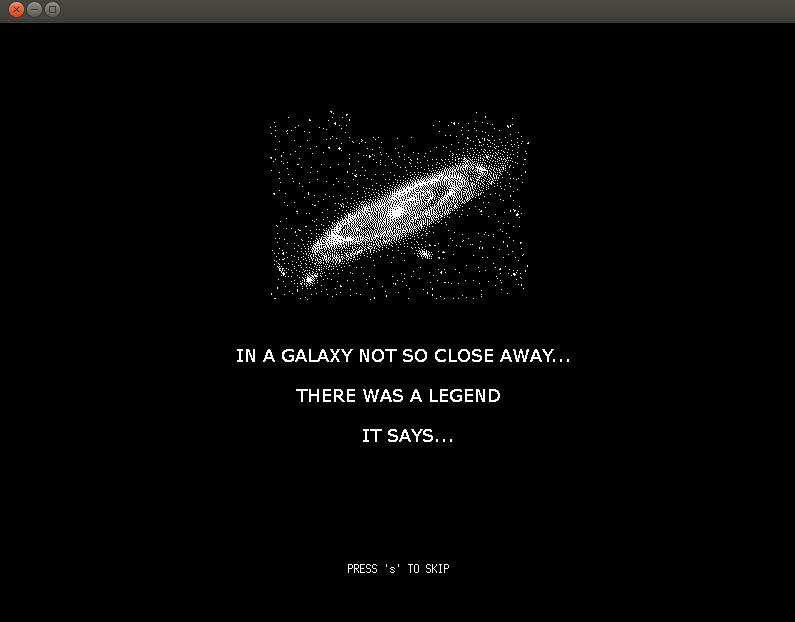 IN A GALAXY NOT SO CLOSE AWAY...
THERE WAS A LEGEND
IT SAYS...
PRESS 's' TO SKIP